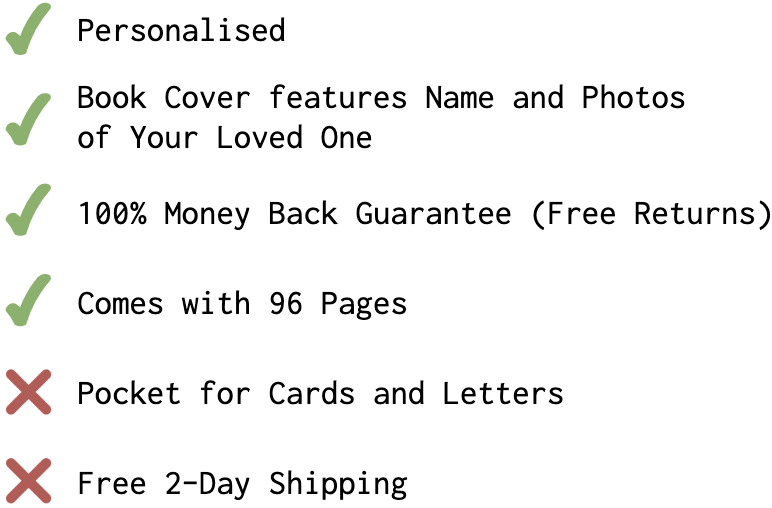 Personalised
Book Cover features Name and Photos
of Your Loved One
100% Money Back Guarantee (Free Returns)
Comes with 96 Pages
Pocket for Cards and Letters
Free 2-Day Shipping